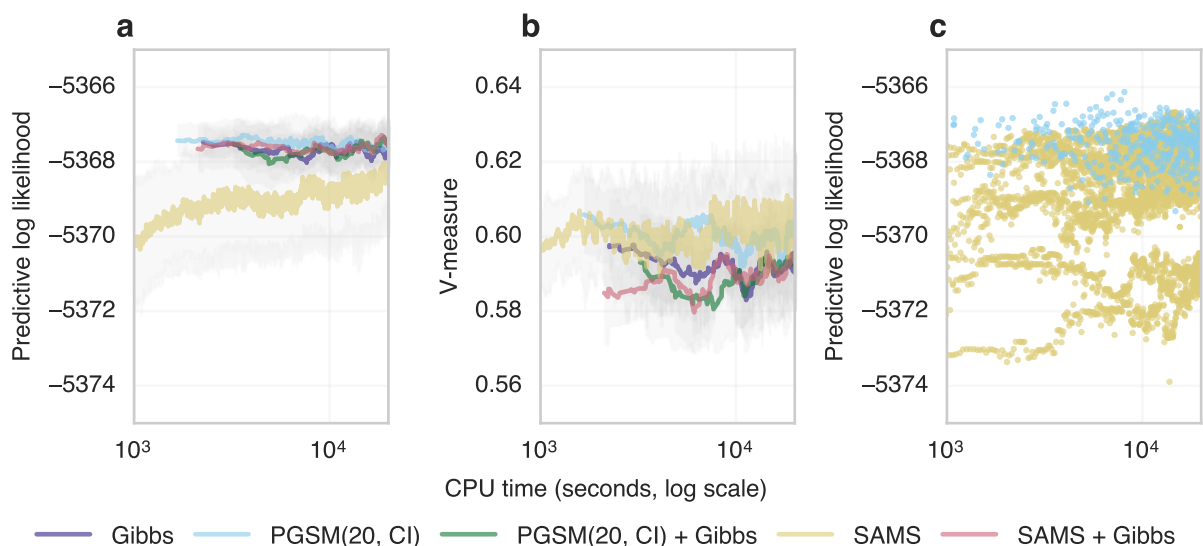 a
b
c
Predictive log likelihood
−5366
−5368
−5370
−5372
−5374
10³
10⁴
V-measure
0.64
0.62
0.60
0.58
0.56
10³
10⁴
Predictive log likelihood
−5366
−5368
−5370
−5372
−5374
10³
10⁴
CPU time (seconds, log scale)
Gibbs
PGSM(20, CI)
PGSM(20, CI) + Gibbs
SAMS
SAMS + Gibbs